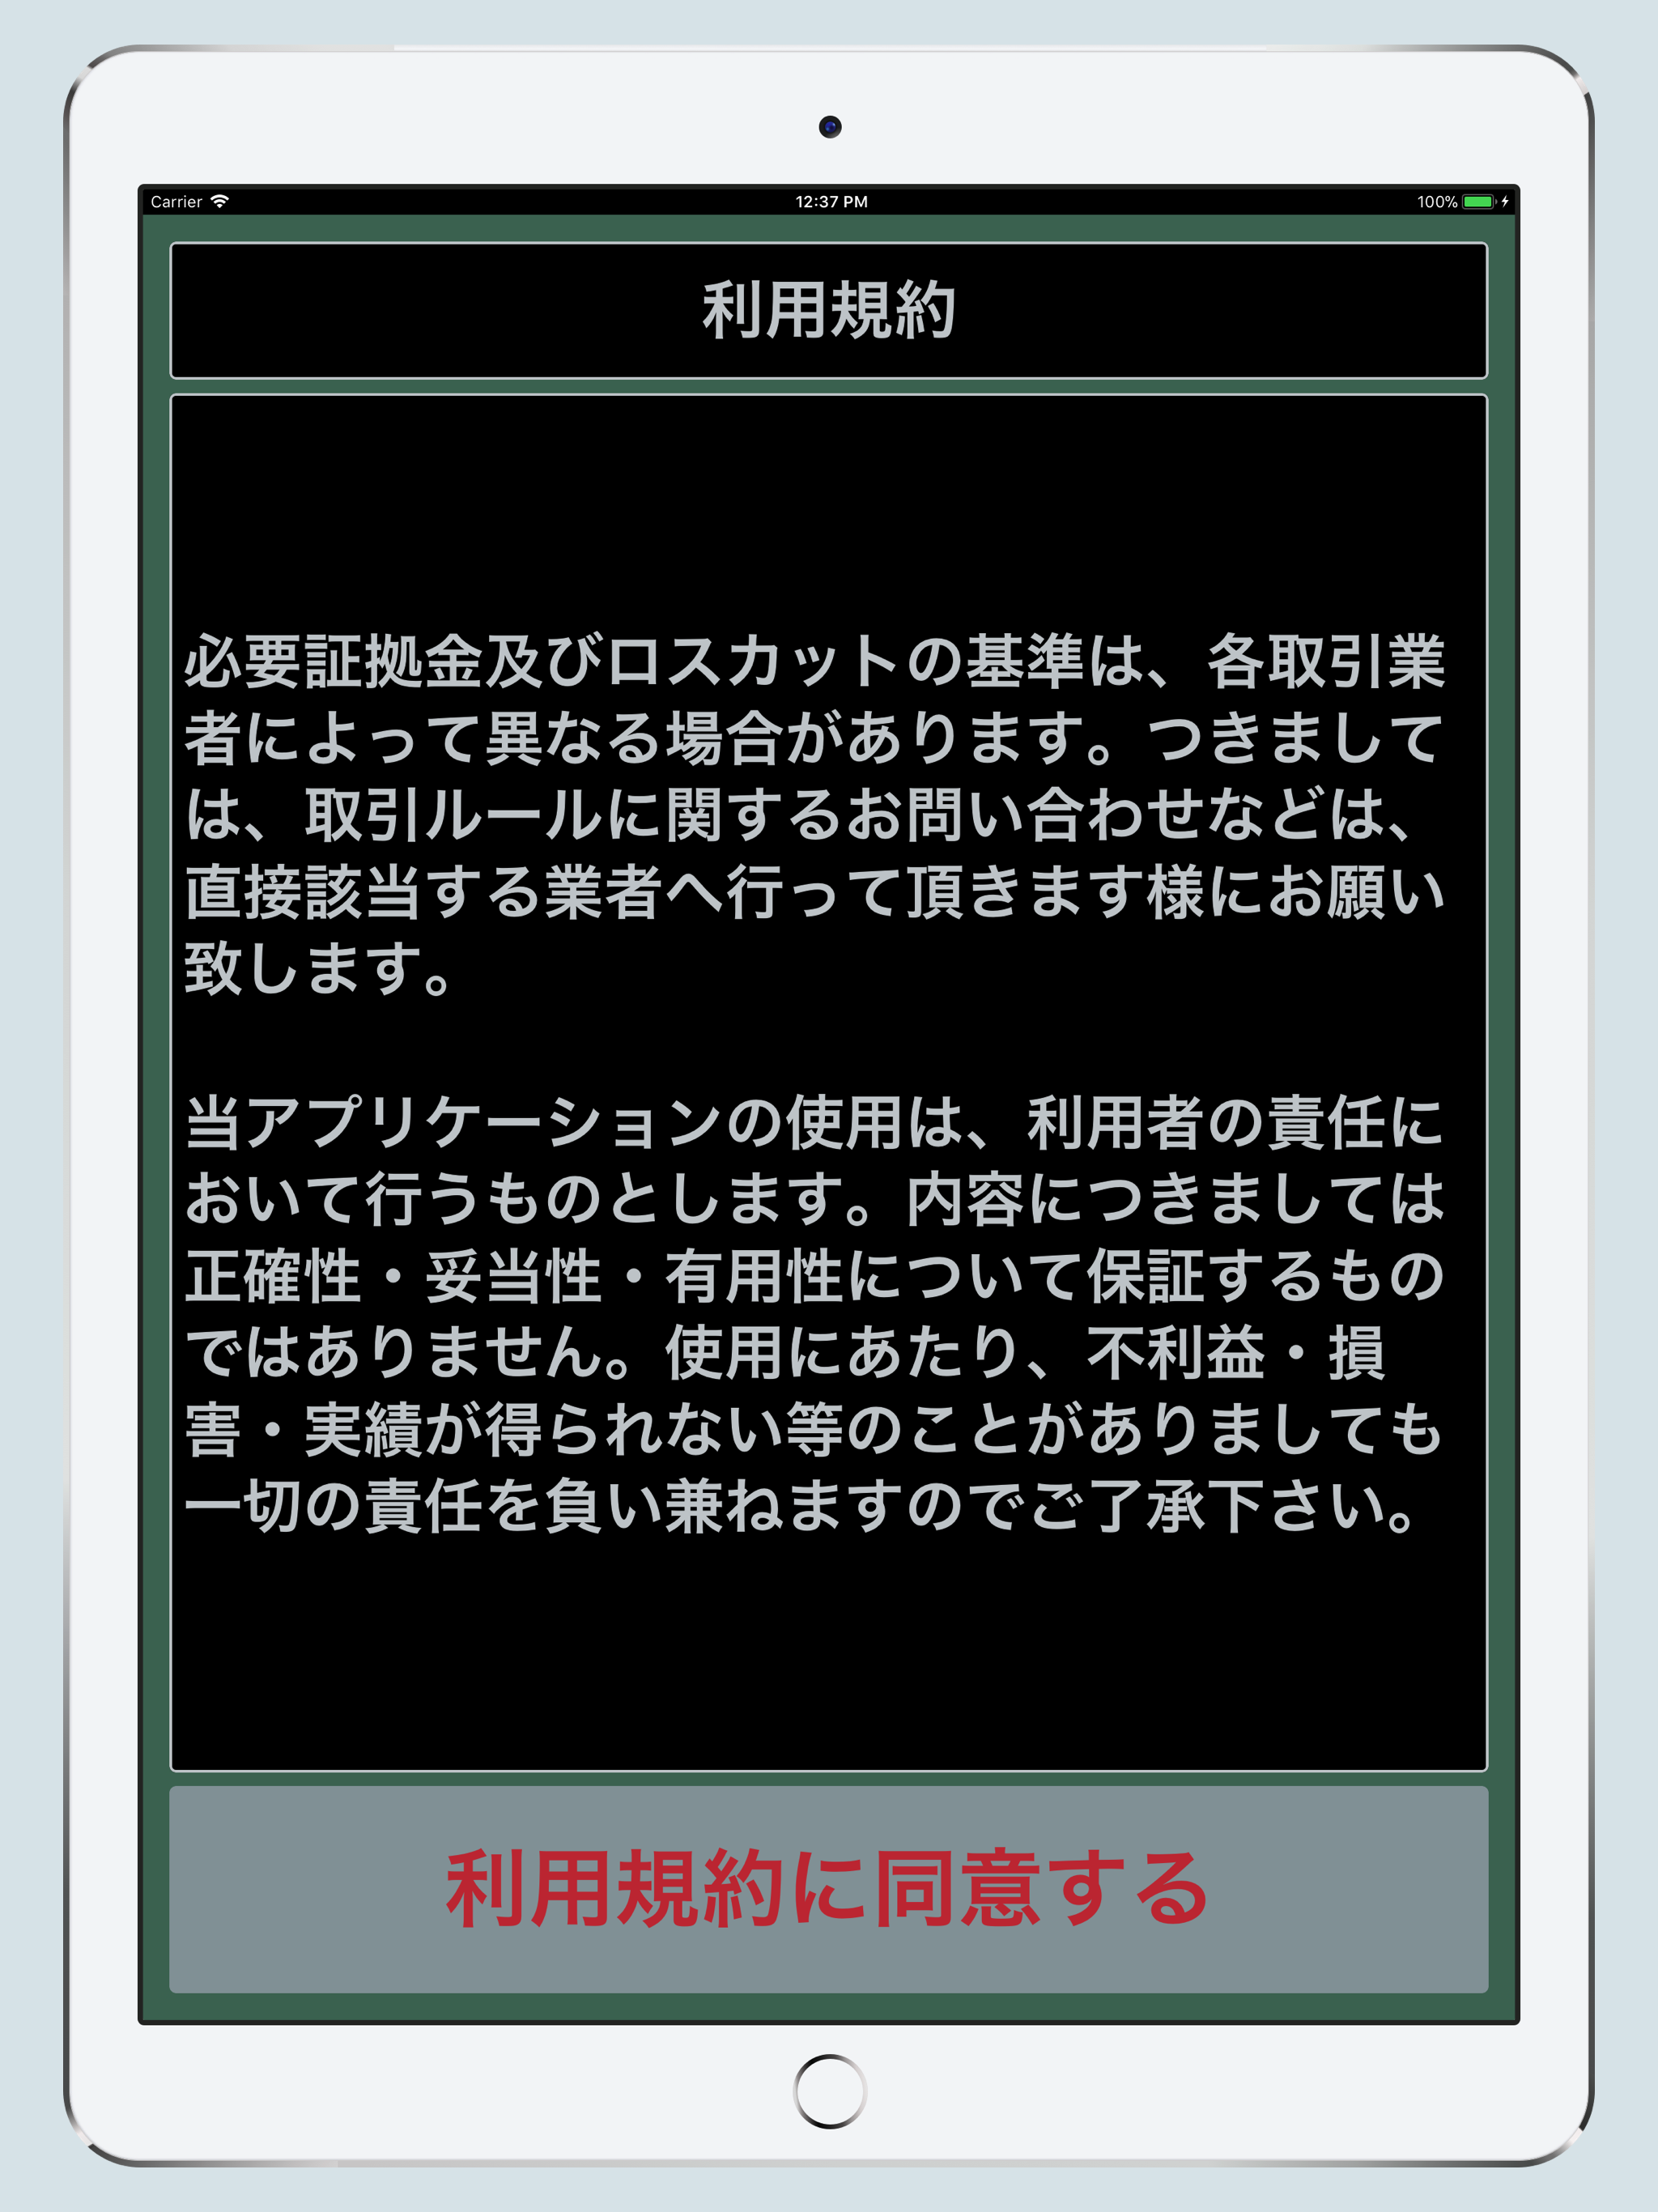 Carrier 12:37 PM 100%
利用規約
必要証拠金及びロスカットの基準は、各取引業
者によって異なる場合があります。つきまして
は、取引ルールに関するお問い合わせなどは、
直接該当する業者へ行って頂きます様にお願い
致します。
当アプリケーションの使用は、利用者の責任に
おいて行うものとします。内容につきましては
正確性・妥当性・有用性について保証するもの
ではありません。使用にあたり、不利益・損
害・実績が得られない等のことがありましても
一切の責任を負い兼ねますのでご了承下さい。
利用規約に同意する